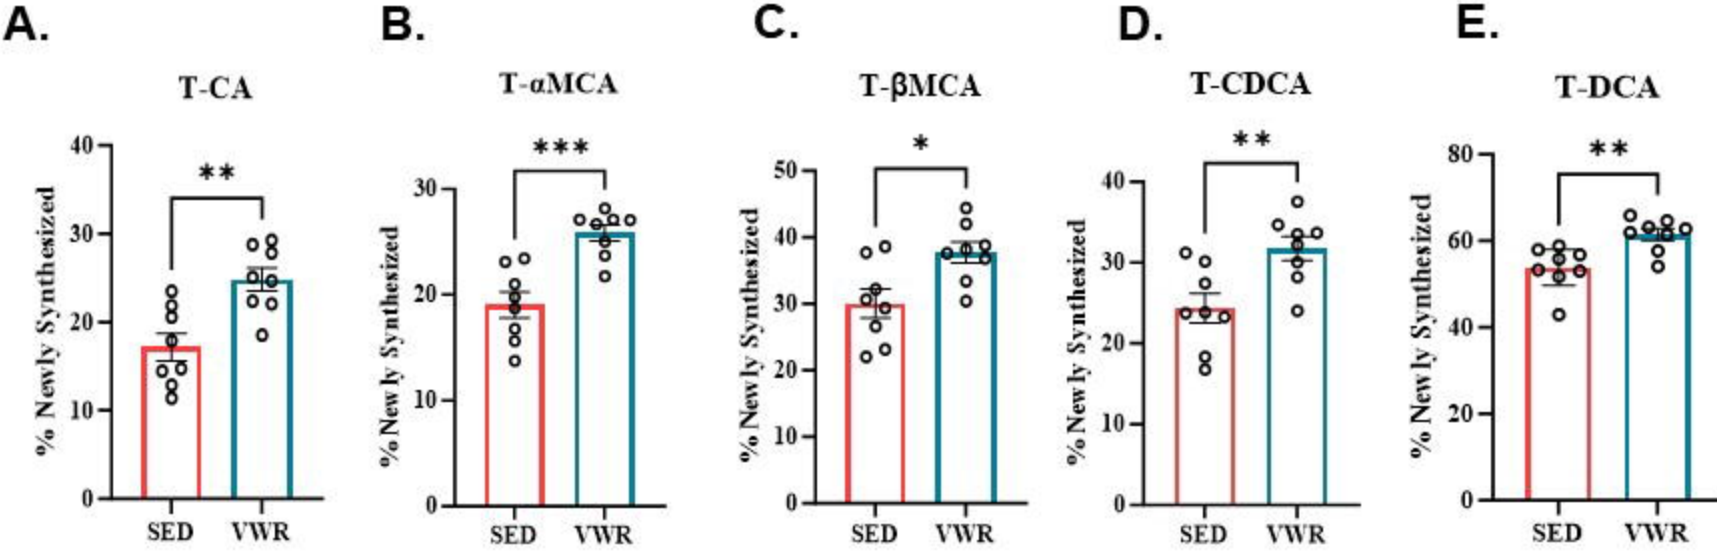 A.
T-CA
% Newly Synthesized
40
30
20
10
0
**
SED VWR
B.
T-αMCA
% Newly Synthesized
30
20
10
0
***
SED VWR
C.
T-βMCA
% Newly Synthesized
50
40
30
20
10
0
*
SED VWR
D.
T-CDCA
% Newly Synthesized
40
30
20
10
0
**
SED VWR
E.
T-DCA
% Newly Synthesized
80
60
40
20
0
**
SED VWR